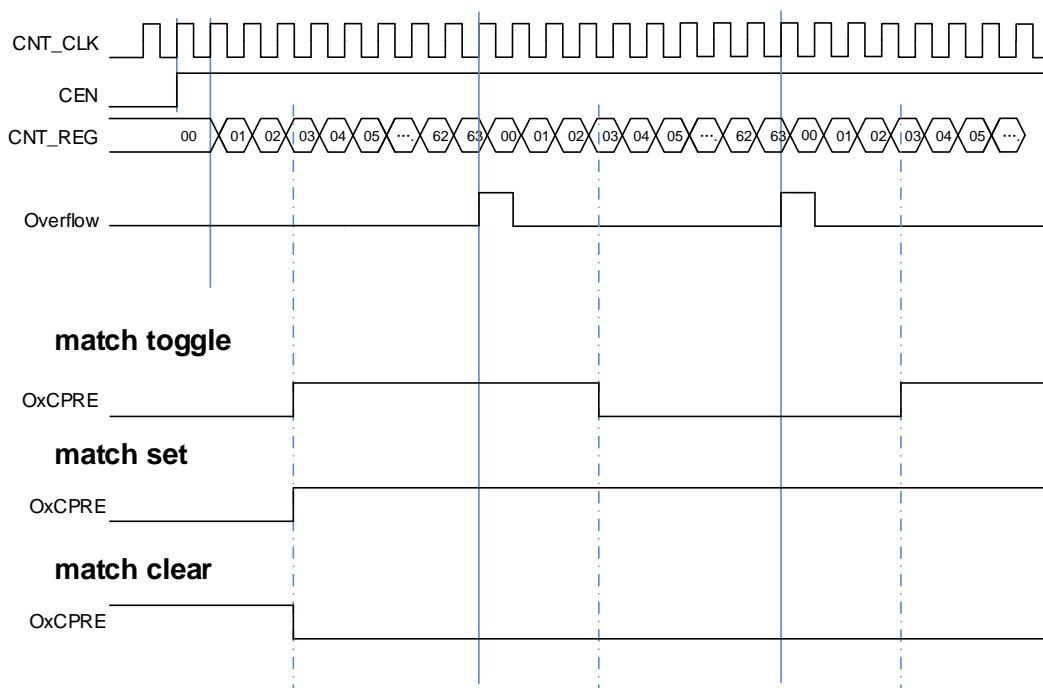 CNT_CLK
CEN
CNT_REG 00 01 02 03 04 05 ···. 62 63 00 01 02 03 04 05 ···. 62 63 00 01 02 03 04 05 ···.
Overflow
match toggle
OxCPRE
match set
OxCPRE
match clear
OxCPRE